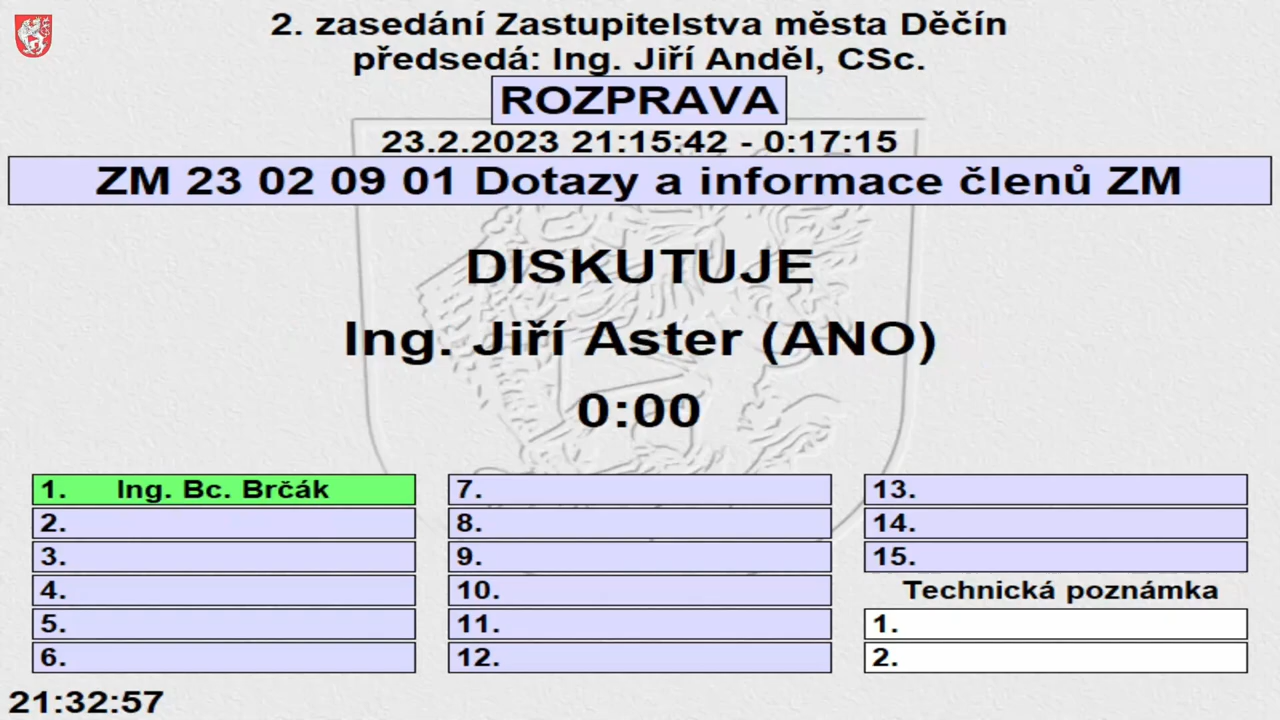 2. zasedání Zastupitelstva města Děčín
předsedá: Ing. Jiří Anděl, CSc.
ROZPRAVA
23.2.2023 21:15:42 - 0:17:15
ZM 23 02 09 01 Dotazy a informace členů ZM
DISKUTUJE
Ing. Jiří Aster (ANO)
0:00
1. Ing. Bc. Brčák
2.
3.
4.
5.
6.
7.
8.
9.
10.
11.
12.
13.
14.
15.
Technická poznámka
1.
2.
21:32:57